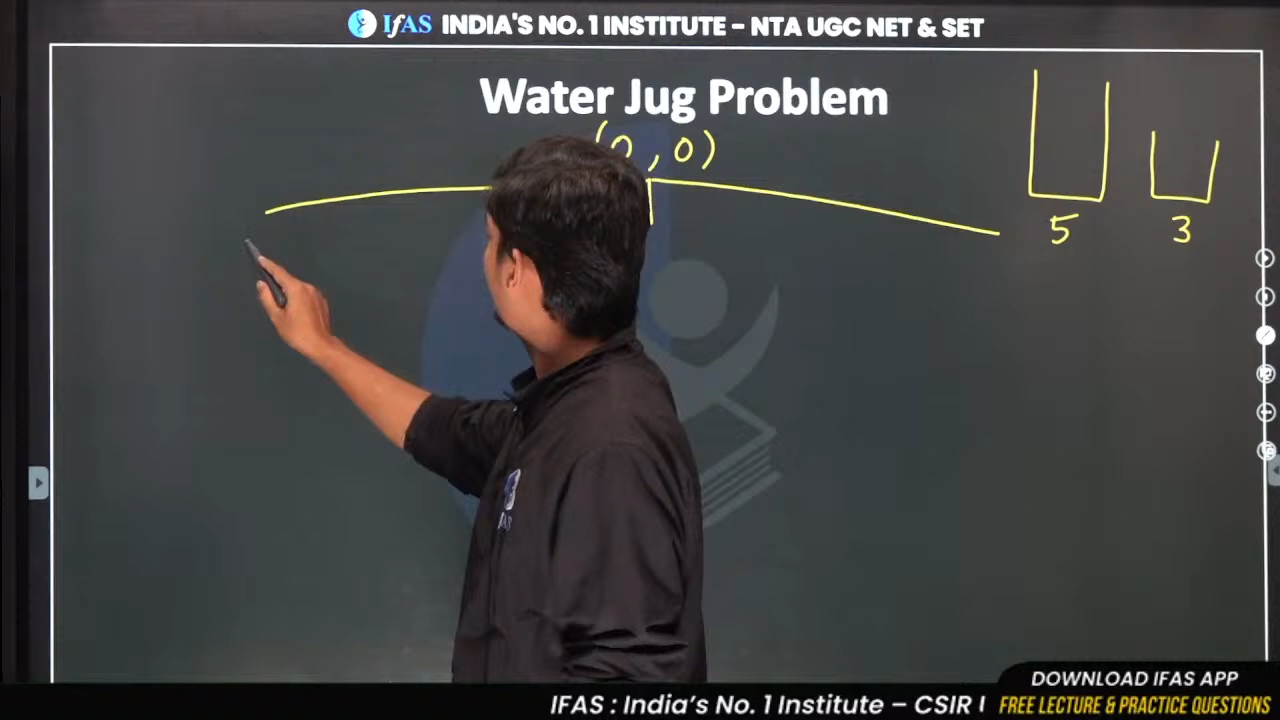 IfAS INDIA'S NO. 1 INSTITUTE – NTA UGC NET & SET
Water Jug Problem
(0, 0)
5 3
DOWNLOAD IFAS APP
IFAS : India's No. 1 Institute – CSIR
FREE LECTURE & PRACTICE QUESTIONS